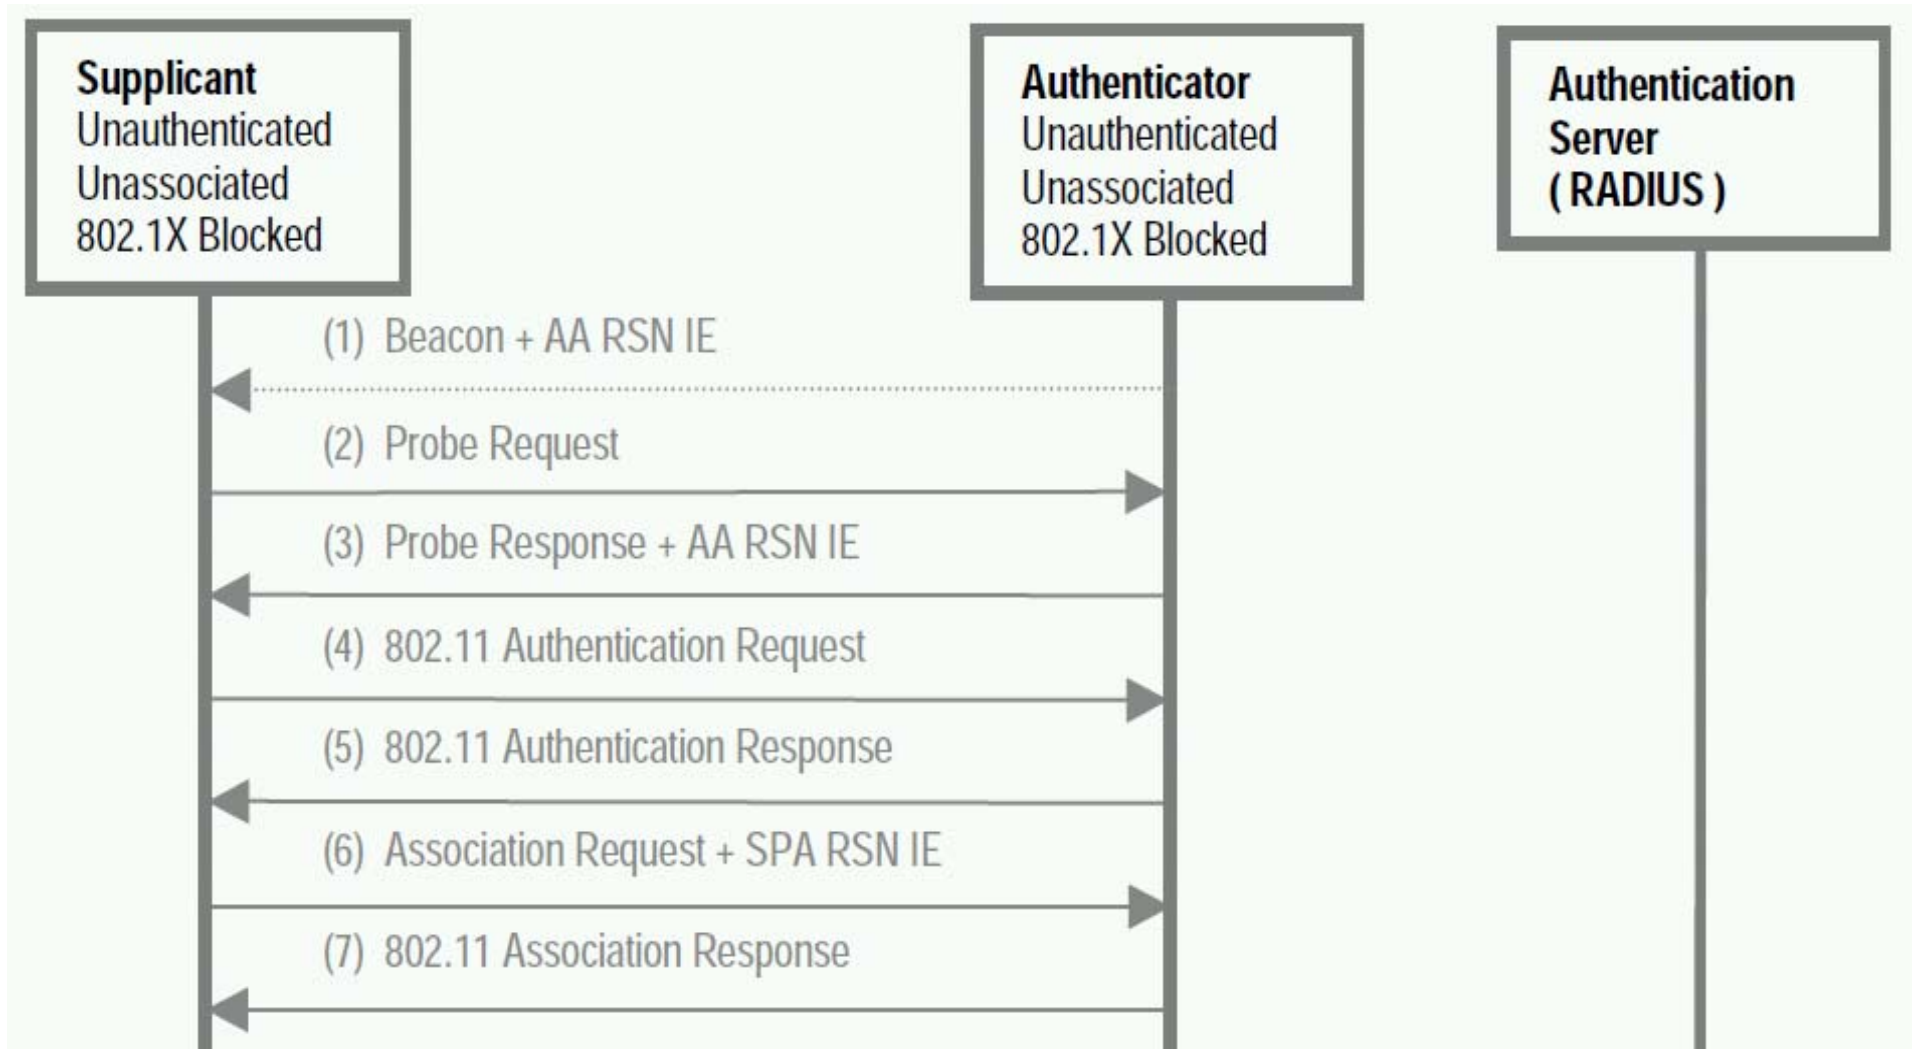 Supplicant
Unauthenticated
Unassociated
802.1X Blocked
Authenticator
Unauthenticated
Unassociated
802.1X Blocked
Authentication
Server
( RADIUS )
(1) Beacon + AA RSN IE
(2) Probe Request
(3) Probe Response + AA RSN IE
(4) 802.11 Authentication Request
(5) 802.11 Authentication Response
(6) Association Request + SPA RSN IE
(7) 802.11 Association Response